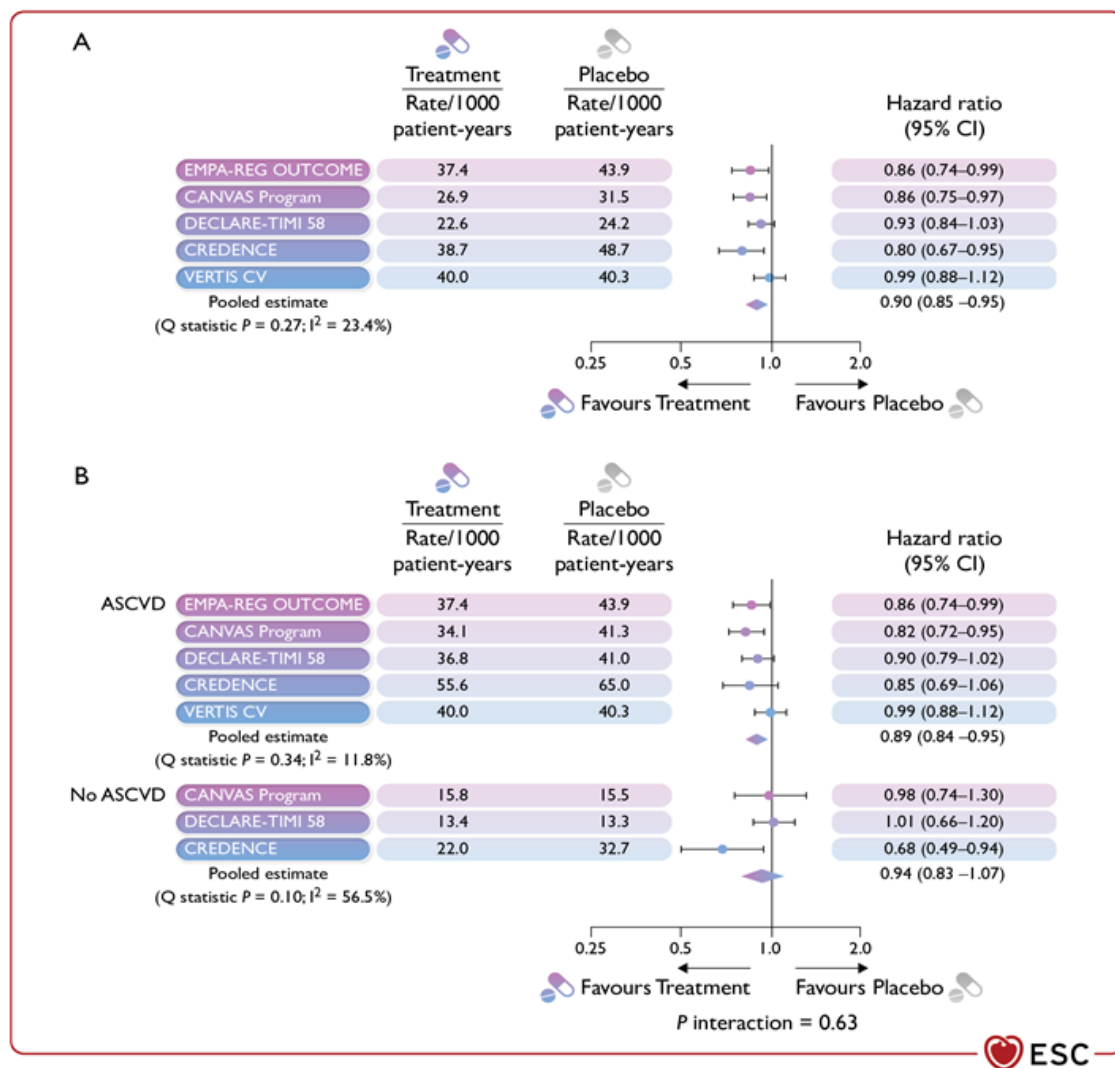 A
Treatment Placebo
Rate/1000 Rate/1000 Hazard ratio
patient-years patient-years (95% CI)
EMPA-REG OUTCOME 37.4 43.9 0.86 (0.74–0.99)
CANVAS Program 26.9 31.5 0.86 (0.75–0.97)
DECLARE-TIMI 58 22.6 24.2 0.93 (0.84–1.03)
CREDENCE 38.7 48.7 0.80 (0.67–0.95)
VERTIS CV 40.0 40.3 0.99 (0.88–1.12)
Pooled estimate 0.90 (0.85 –0.95)
(Q statistic P = 0.27; I² = 23.4%)
0.25 0.5 1.0 2.0
Favours Treatment Favours Placebo
B
Treatment Placebo
Rate/1000 Rate/1000 Hazard ratio
patient-years patient-years (95% CI)
ASCVD EMPA-REG OUTCOME 37.4 43.9 0.86 (0.74–0.99)
CANVAS Program 34.1 41.3 0.82 (0.72–0.95)
DECLARE-TIMI 58 36.8 41.0 0.90 (0.79–1.02)
CREDENCE 55.6 65.0 0.85 (0.69–1.06)
VERTIS CV 40.0 40.3 0.99 (0.88–1.12)
Pooled estimate 0.89 (0.84 –0.95)
(Q statistic P = 0.34; I² = 11.8%)
No ASCVD CANVAS Program 15.8 15.5 0.98 (0.74–1.30)
DECLARE-TIMI 58 13.4 13.3 1.01 (0.66–1.20)
CREDENCE 22.0 32.7 0.68 (0.49–0.94)
Pooled estimate 0.94 (0.83 –1.07)
(Q statistic P = 0.10; I² = 56.5%)
0.25 0.5 1.0 2.0
Favours Treatment Favours Placebo
P interaction = 0.63
ESC